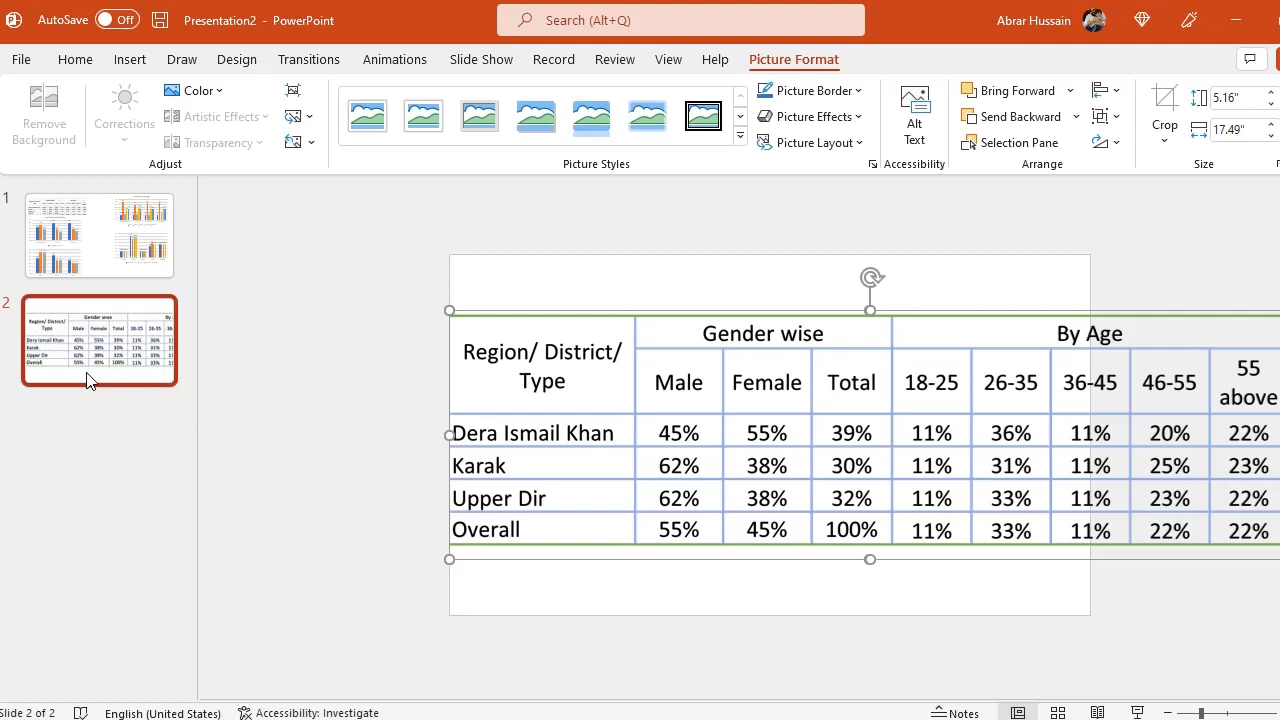 AutoSave Off Presentation2 - PowerPoint Search (Alt+Q) Abrar Hussain
File Home Insert Draw Design Transitions Animations Slide Show Record Review View Help Picture Format
Remove Background
Corrections
Color
Artistic Effects
Transparency
Adjust
Picture Border
Picture Effects
Picture Layout
Picture Styles
Alt Text
Accessibility
Bring Forward
Send Backward
Selection Pane
Arrange
Crop
5.16"
17.49"
Size
1
2
Region/ District/ Type Gender wise By Age
Male Female Total 18-25 26-35 36-45 46-55 55 above
Dera Ismail Khan 45% 55% 39% 11% 36% 11% 20% 22%
Karak 62% 38% 30% 11% 31% 11% 25% 23%
Upper Dir 62% 38% 32% 11% 33% 11% 23% 22%
Overall 55% 45% 100% 11% 33% 11% 22% 22%
Slide 2 of 2 English (United States) Accessibility: Investigate Notes